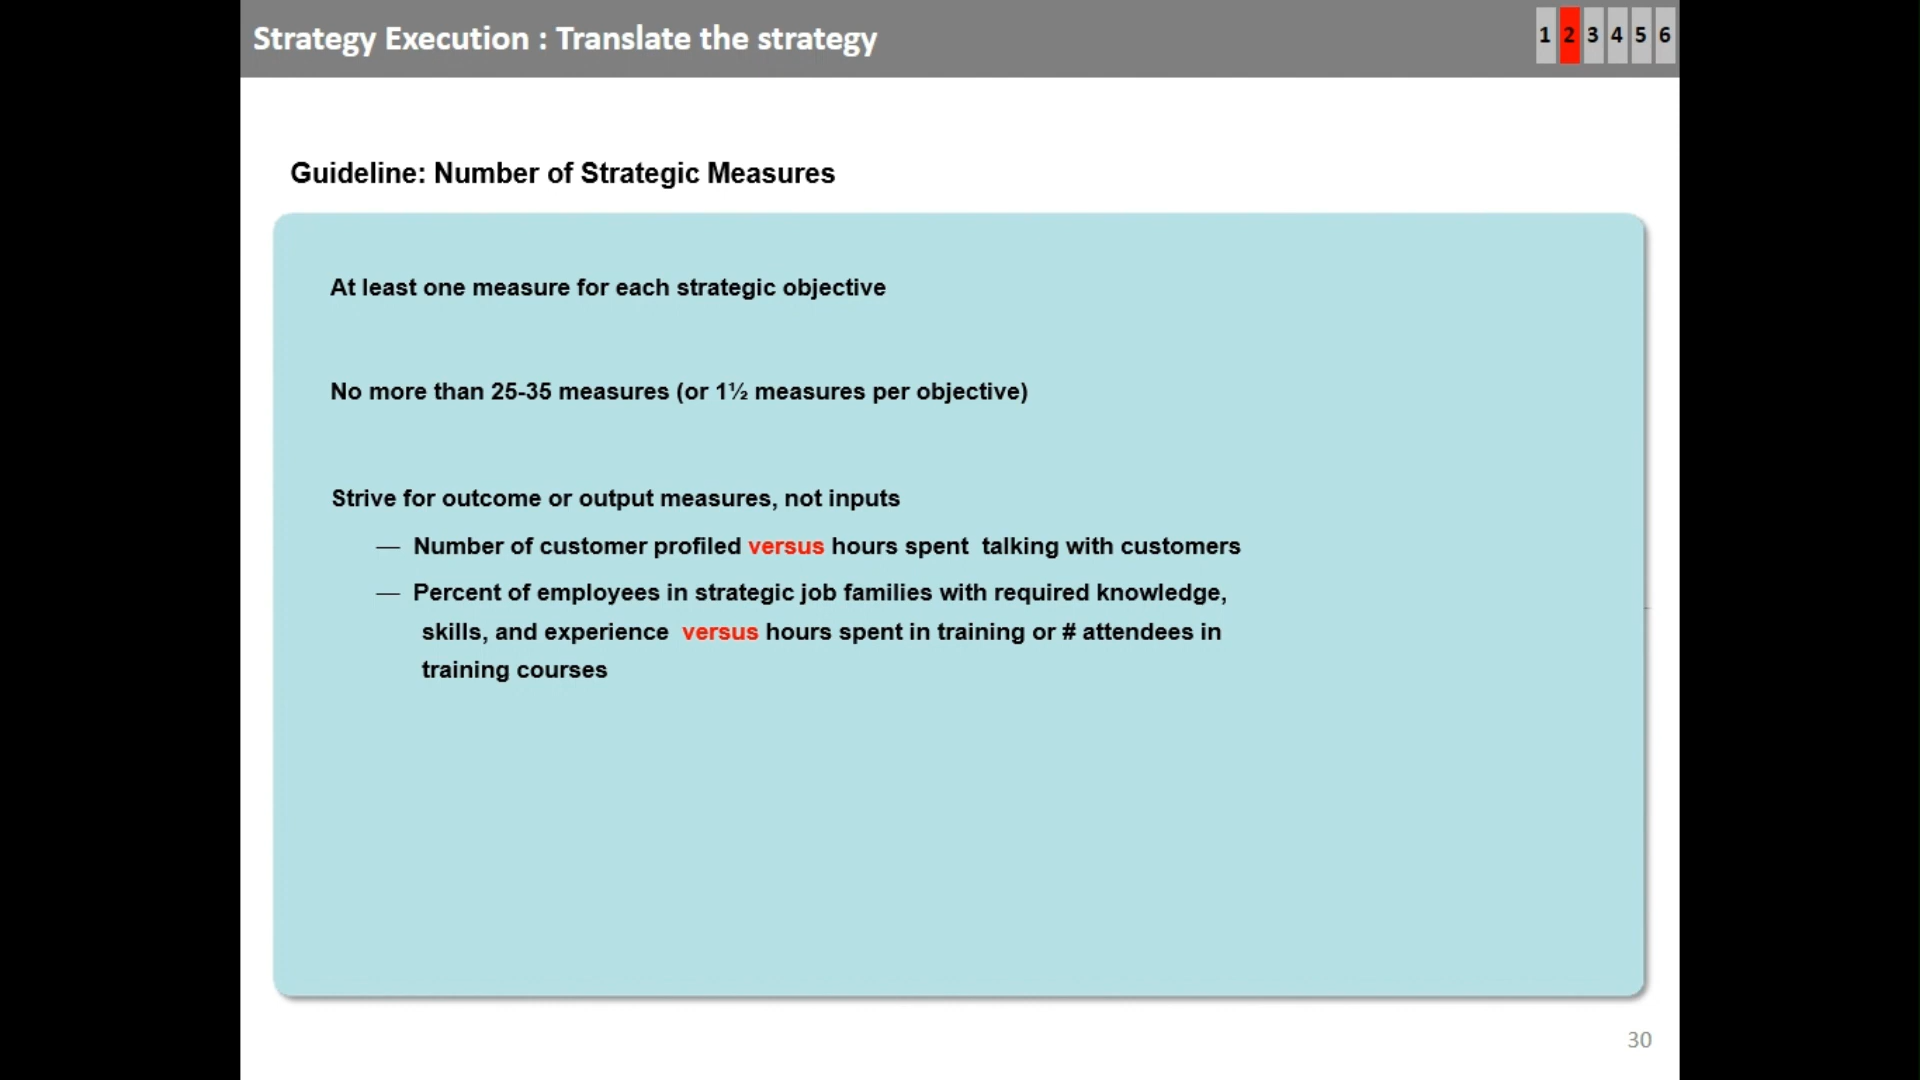 Strategy Execution : Translate the strategy
1 2 3 4 5 6
Guideline: Number of Strategic Measures
At least one measure for each strategic objective
No more than 25-35 measures (or 1½ measures per objective)
Strive for outcome or output measures, not inputs
— Number of customer profiled versus hours spent talking with customers
— Percent of employees in strategic job families with required knowledge,
skills, and experience versus hours spent in training or # attendees in
training courses
30